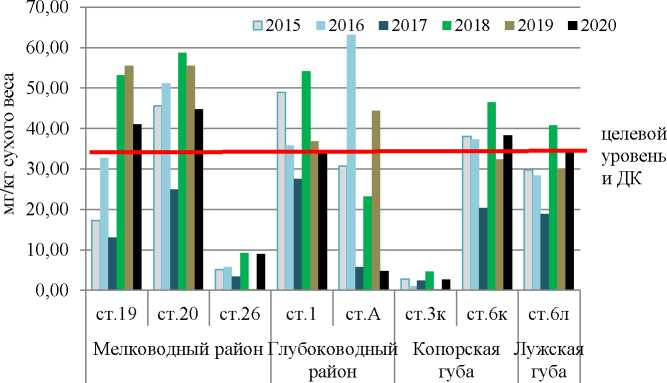 мг/кг сухого веса
70,00
60,00
50,00
40,00
30,00
20,00
10,00
0,00
2015 2016 2017 2018 2019 2020
целевой
уровень
и ДК
ст.19 ст.20 ст.26 ст.1 ст.А ст.3к ст.6к ст.6л
Мелководный район Глубоководный район Копорская губа Лужская губа